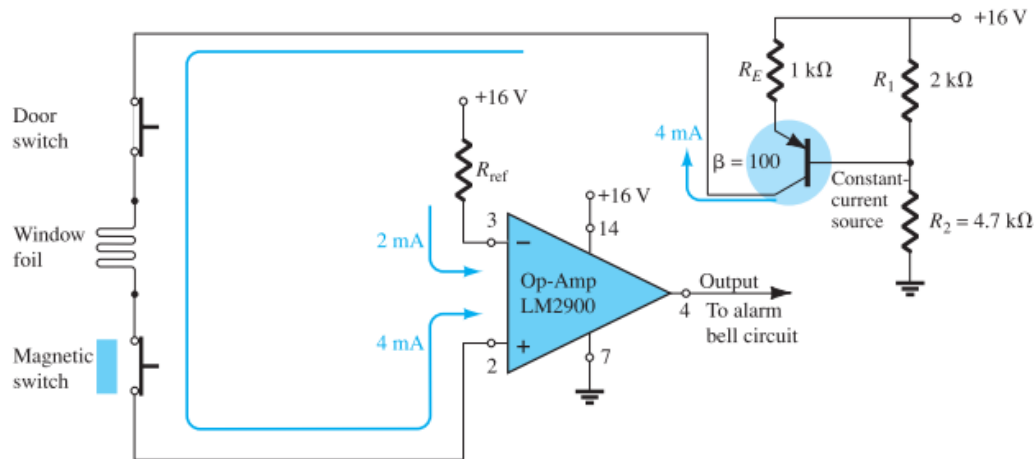 +16 V
R_E
1 kΩ
R_1
2 kΩ
Door
switch
+16 V
R_ref
4 mA
β = 100
Constant-
current
source
+16 V
3
14
R_2 = 4.7 kΩ
Window
foil
2 mA
−
Op-Amp
LM2900
Output
4
To alarm
bell circuit
4 mA
+
2
7
Magnetic
switch